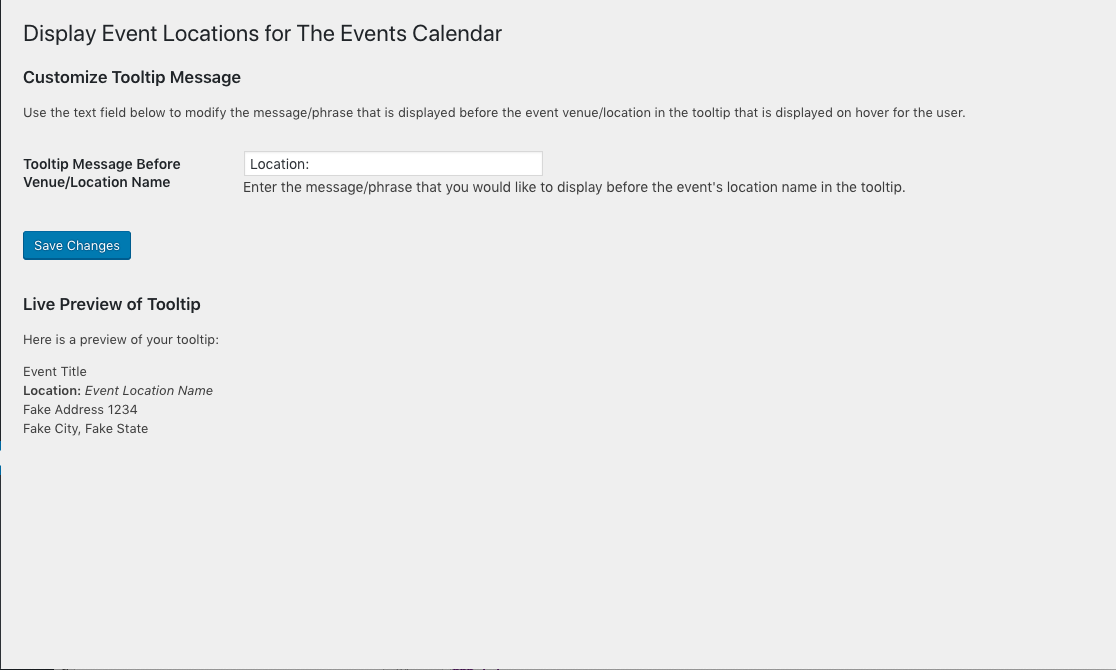 Display Event Locations for The Events Calendar
Customize Tooltip Message
Use the text field below to modify the message/phrase that is displayed before the event venue/location in the tooltip that is displayed on hover for the user.
Tooltip Message Before
Venue/Location Name
Location:
Enter the message/phrase that you would like to display before the event's location name in the tooltip.
Save Changes
Live Preview of Tooltip
Here is a preview of your tooltip:
Event Title
Location: Event Location Name
Fake Address 1234
Fake City, Fake State